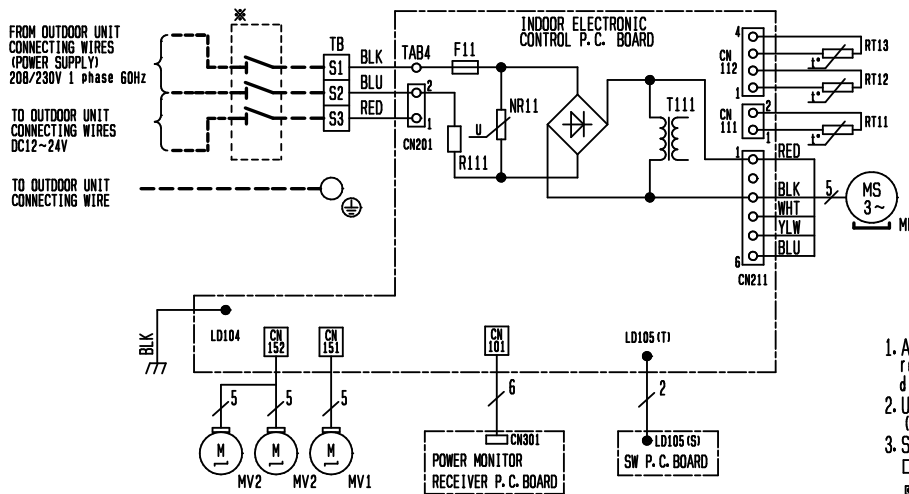 ※
FROM OUTDOOR UNIT
CONNECTING WIRES
(POWER SUPPLY)
208/230V 1 phase 60Hz
TO OUTDOOR UNIT
CONNECTING WIRES
DC12~24V
TO OUTDOOR UNIT
CONNECTING WIRE
TB
S1
S2
S3
BLK
BLU
RED
TAB4
2
1
CN201
F11
R111
NR11
U
INDOOR ELECTRONIC
CONTROL P.C. BOARD
T111
4
CN
112
1
2
CN
111
1
t°
RT13
t°
RT12
t°
RT11
1
6
CN211
RED
BLK
WHT
YLW
BLU
5
MS
3~
BLK
LD104
CN
152
CN
151
CN
101
LD105(T)
5
5
5
6
2
M
M
M
MV2
MV2
MV1
CN301
POWER MONITOR
RECEIVER P.C.BOARD
LD105(S)
SW P.C.BOARD
1. A
2. U
3. S